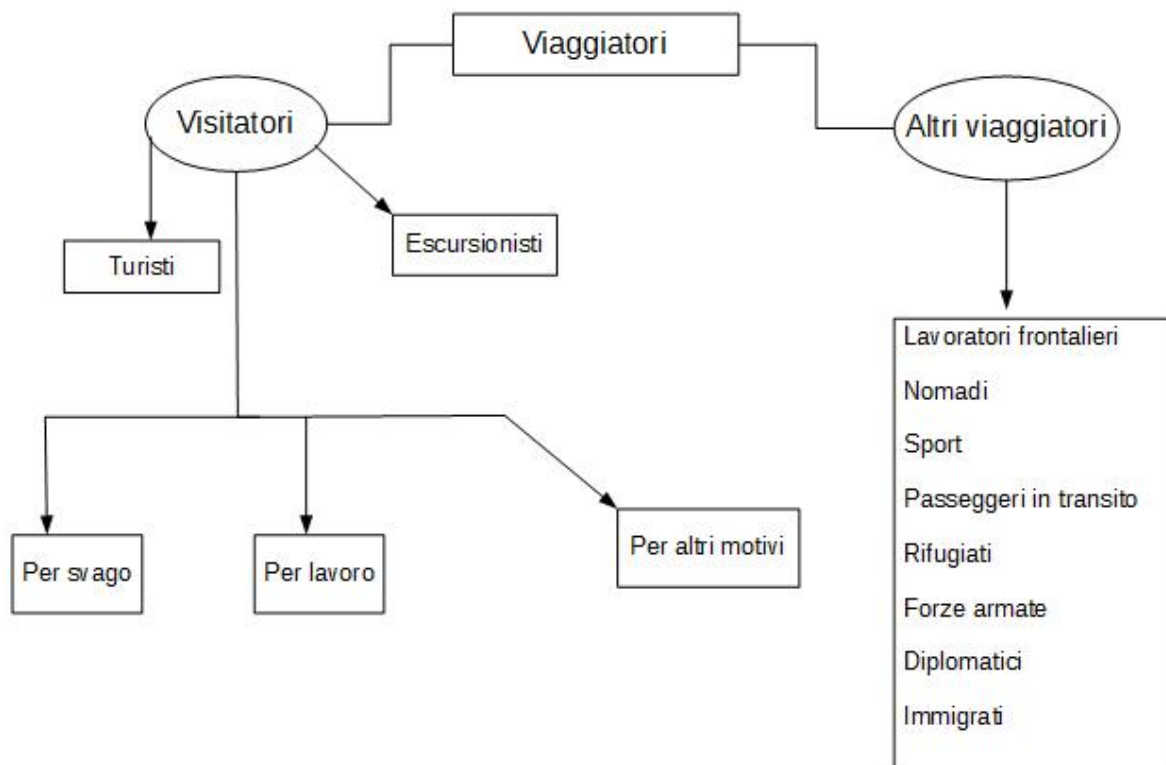 Viaggiatori
Visitatori
Altri viaggiatori
Turisti
Escursionisti
Per svago
Per lavoro
Per altri motivi
Lavoratori frontalieri
Nomadi
Sport
Passeggeri in transito
Rifugiati
Forze armate
Diplomatici
Immigrati